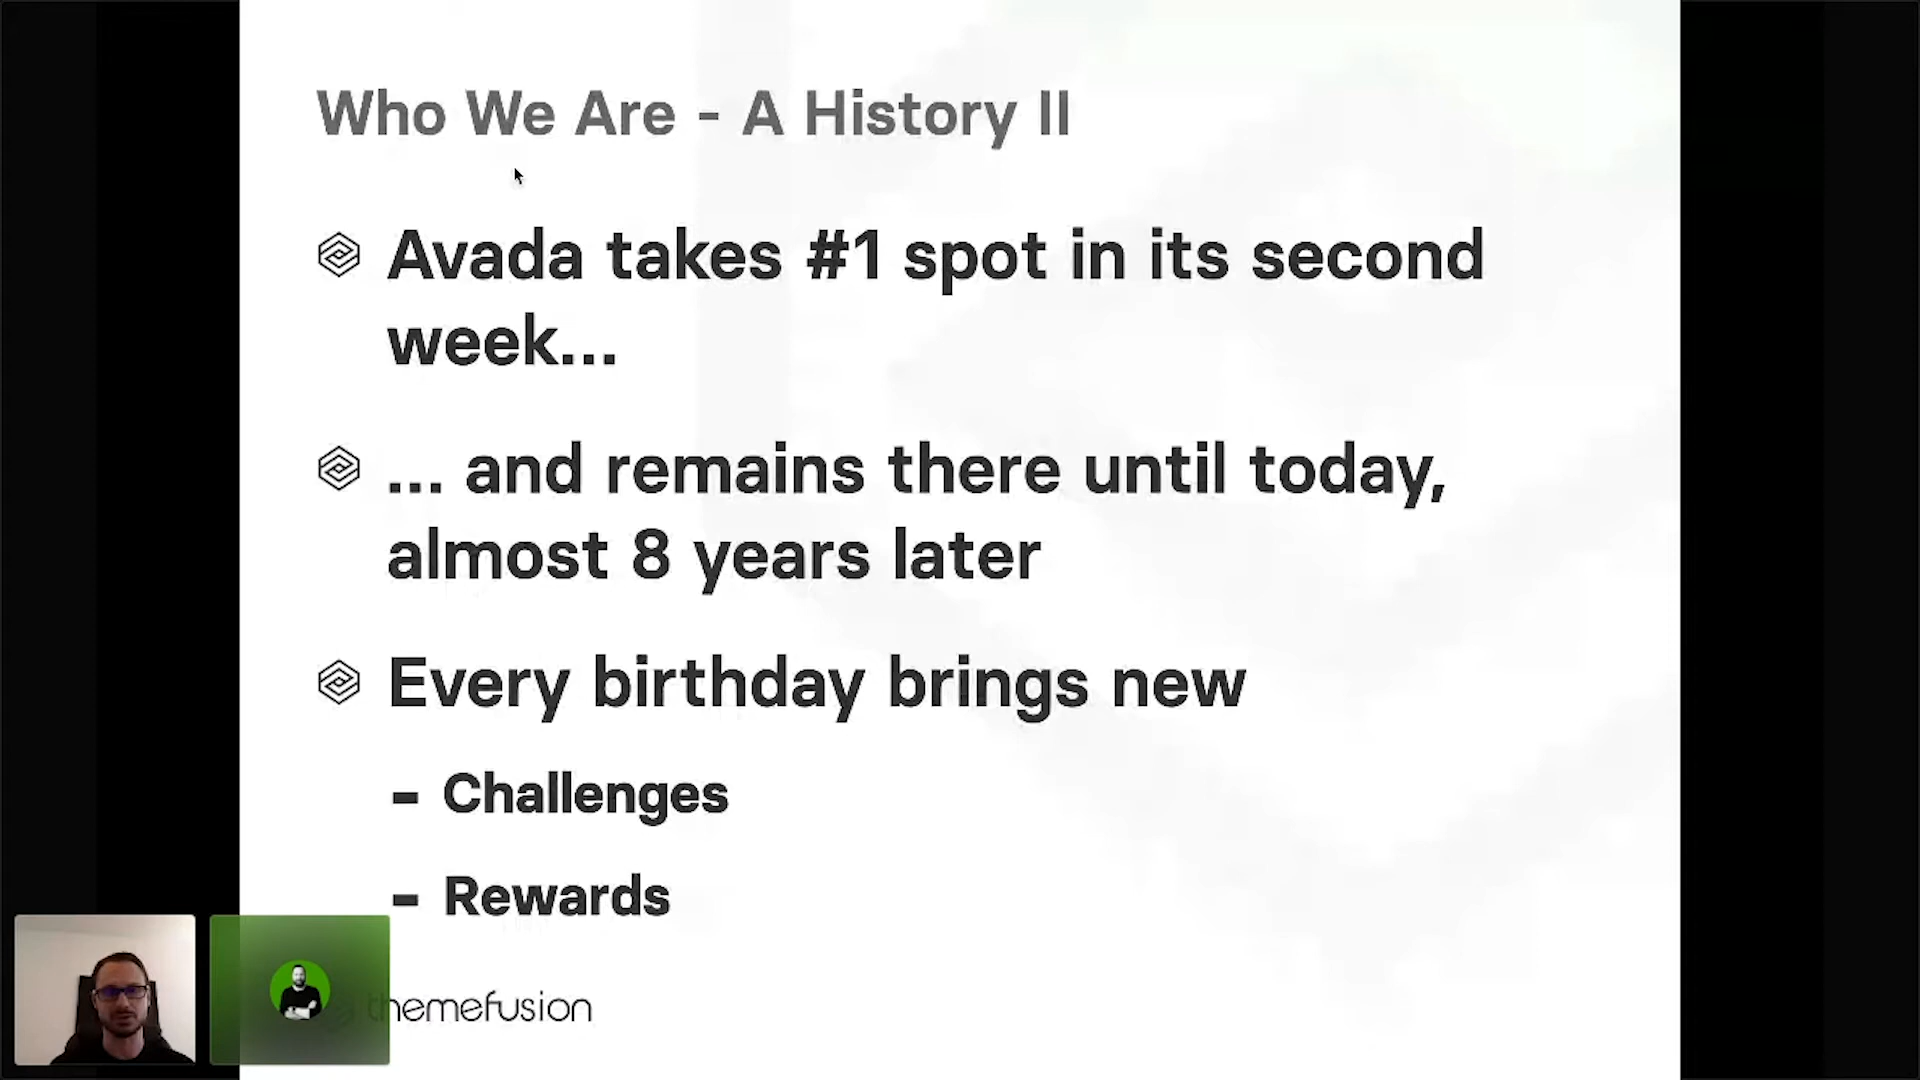 Who We Are - A History II
Avada takes #1 spot in its second
week...
... and remains there until today,
almost 8 years later
Every birthday brings new
- Challenges
- Rewards
themefusion